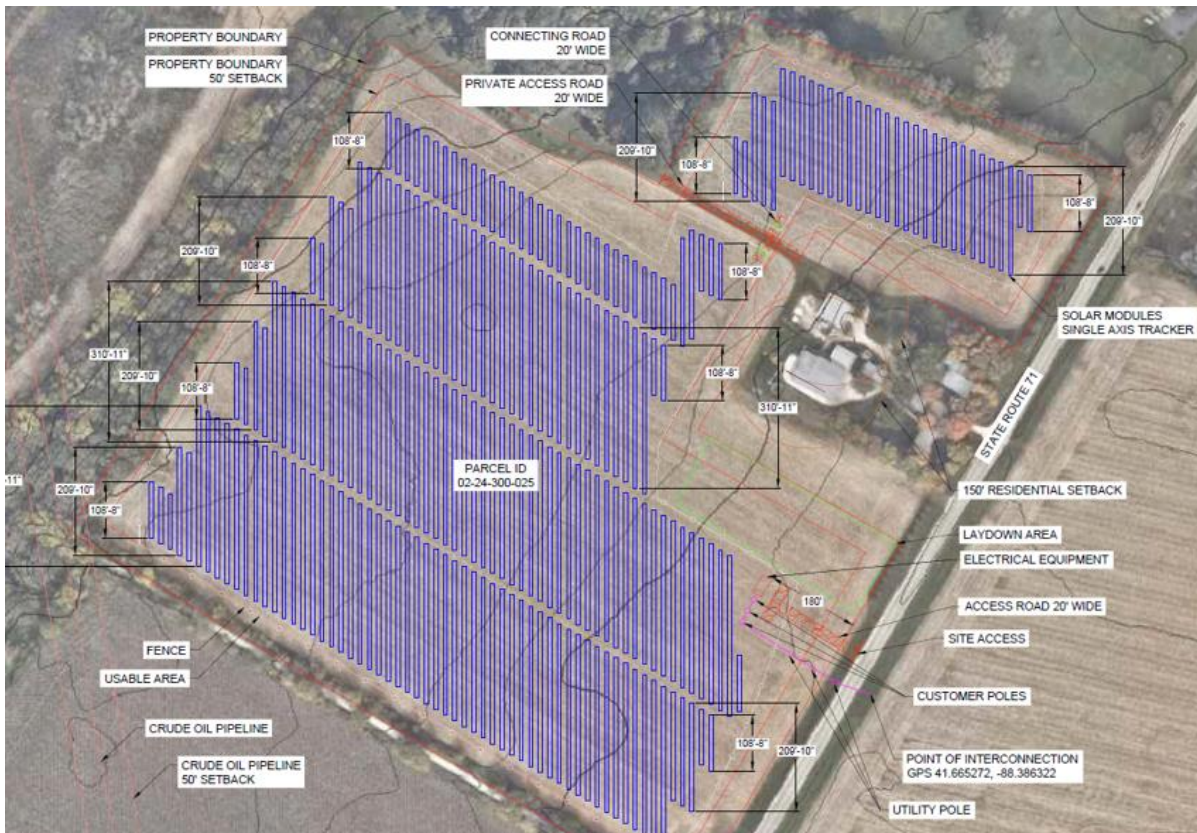 PROPERTY BOUNDARY
PROPERTY BOUNDARY
50' SETBACK
CONNECTING ROAD
20' WIDE
PRIVATE ACCESS ROAD
20' WIDE
209'-10"
108'-8"
108'-8"
108'-8"
209'-10"
209'-10"
108'-8"
108'-8"
SOLAR MODULES
SINGLE AXIS TRACKER
310'-11"
209'-10"
108'-8"
108'-8"
310'-11"
STATE ROUTE 71
PARCEL ID
02-24-300-025
-11"
209'-10"
108'-8"
150' RESIDENTIAL SETBACK
LAYDOWN AREA
ELECTRICAL EQUIPMENT
180'
ACCESS ROAD 20' WIDE
SITE ACCESS
FENCE
USABLE AREA
CUSTOMER POLES
CRUDE OIL PIPELINE
CRUDE OIL PIPELINE
50' SETBACK
108'-8"
209'-10"
POINT OF INTERCONNECTION
GPS 41.665272, -88.386322
UTILITY POLE